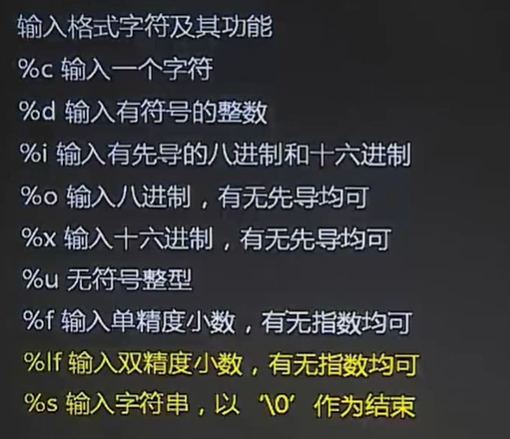 输入格式字符及其功能
%c 输入一个字符
%d 输入有符号的整数
%i 输入有先导的八进制和十六进制
%o 输入八进制，有无先导均可
%x 输入十六进制，有无先导均可
%u 无符号整型
%f 输入单精度小数，有无指数均可
%lf 输入双精度小数，有无指数均可
%s 输入字符串，以‘\0’作为结束